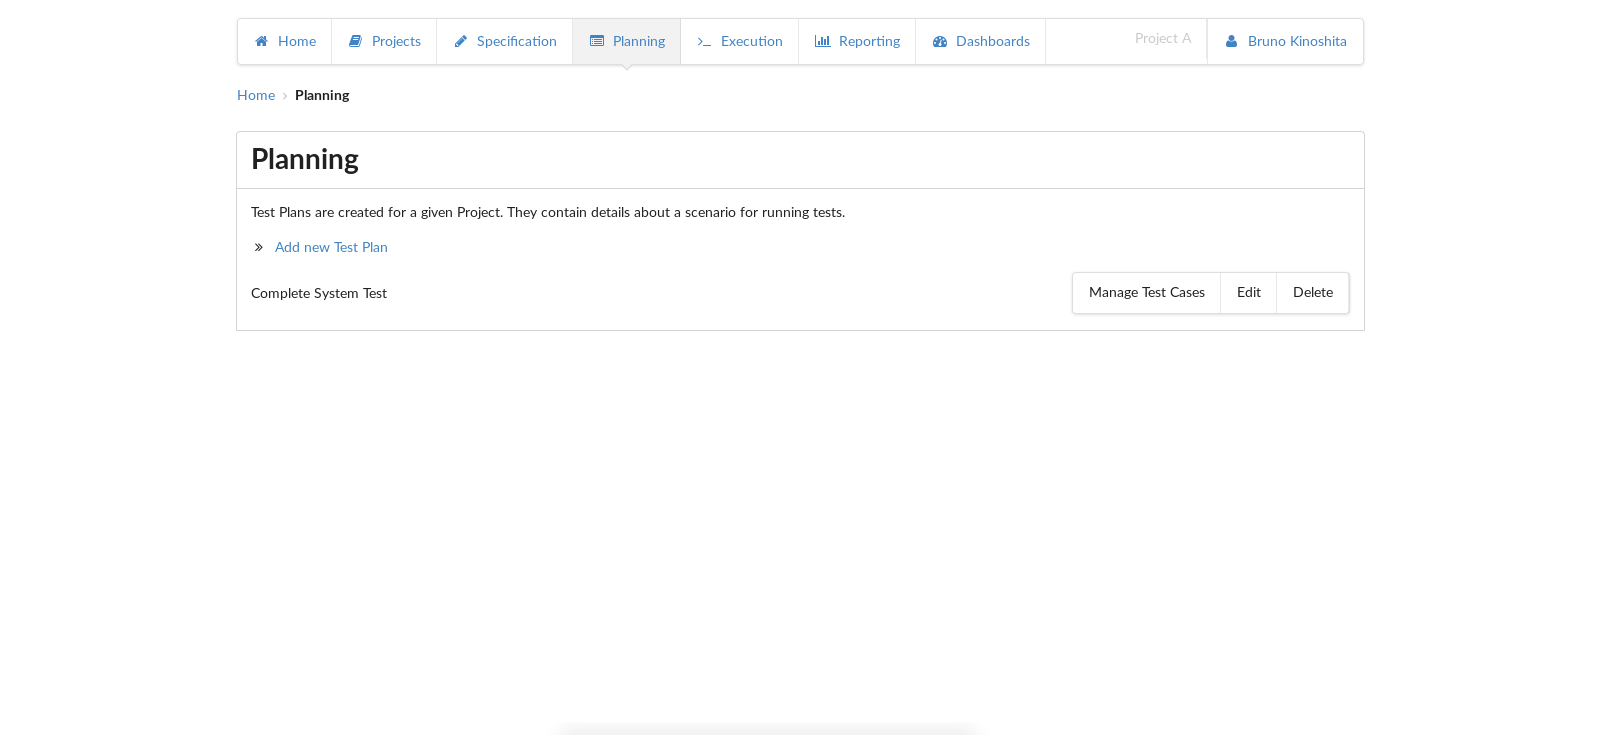 Home Projects Specification Planning Execution Reporting Dashboards Project A Bruno Kinoshita
Home Planning
Planning
Test Plans are created for a given Project. They contain details about a scenario for running tests.
Add new Test Plan
Complete System Test Manage Test Cases Edit Delete